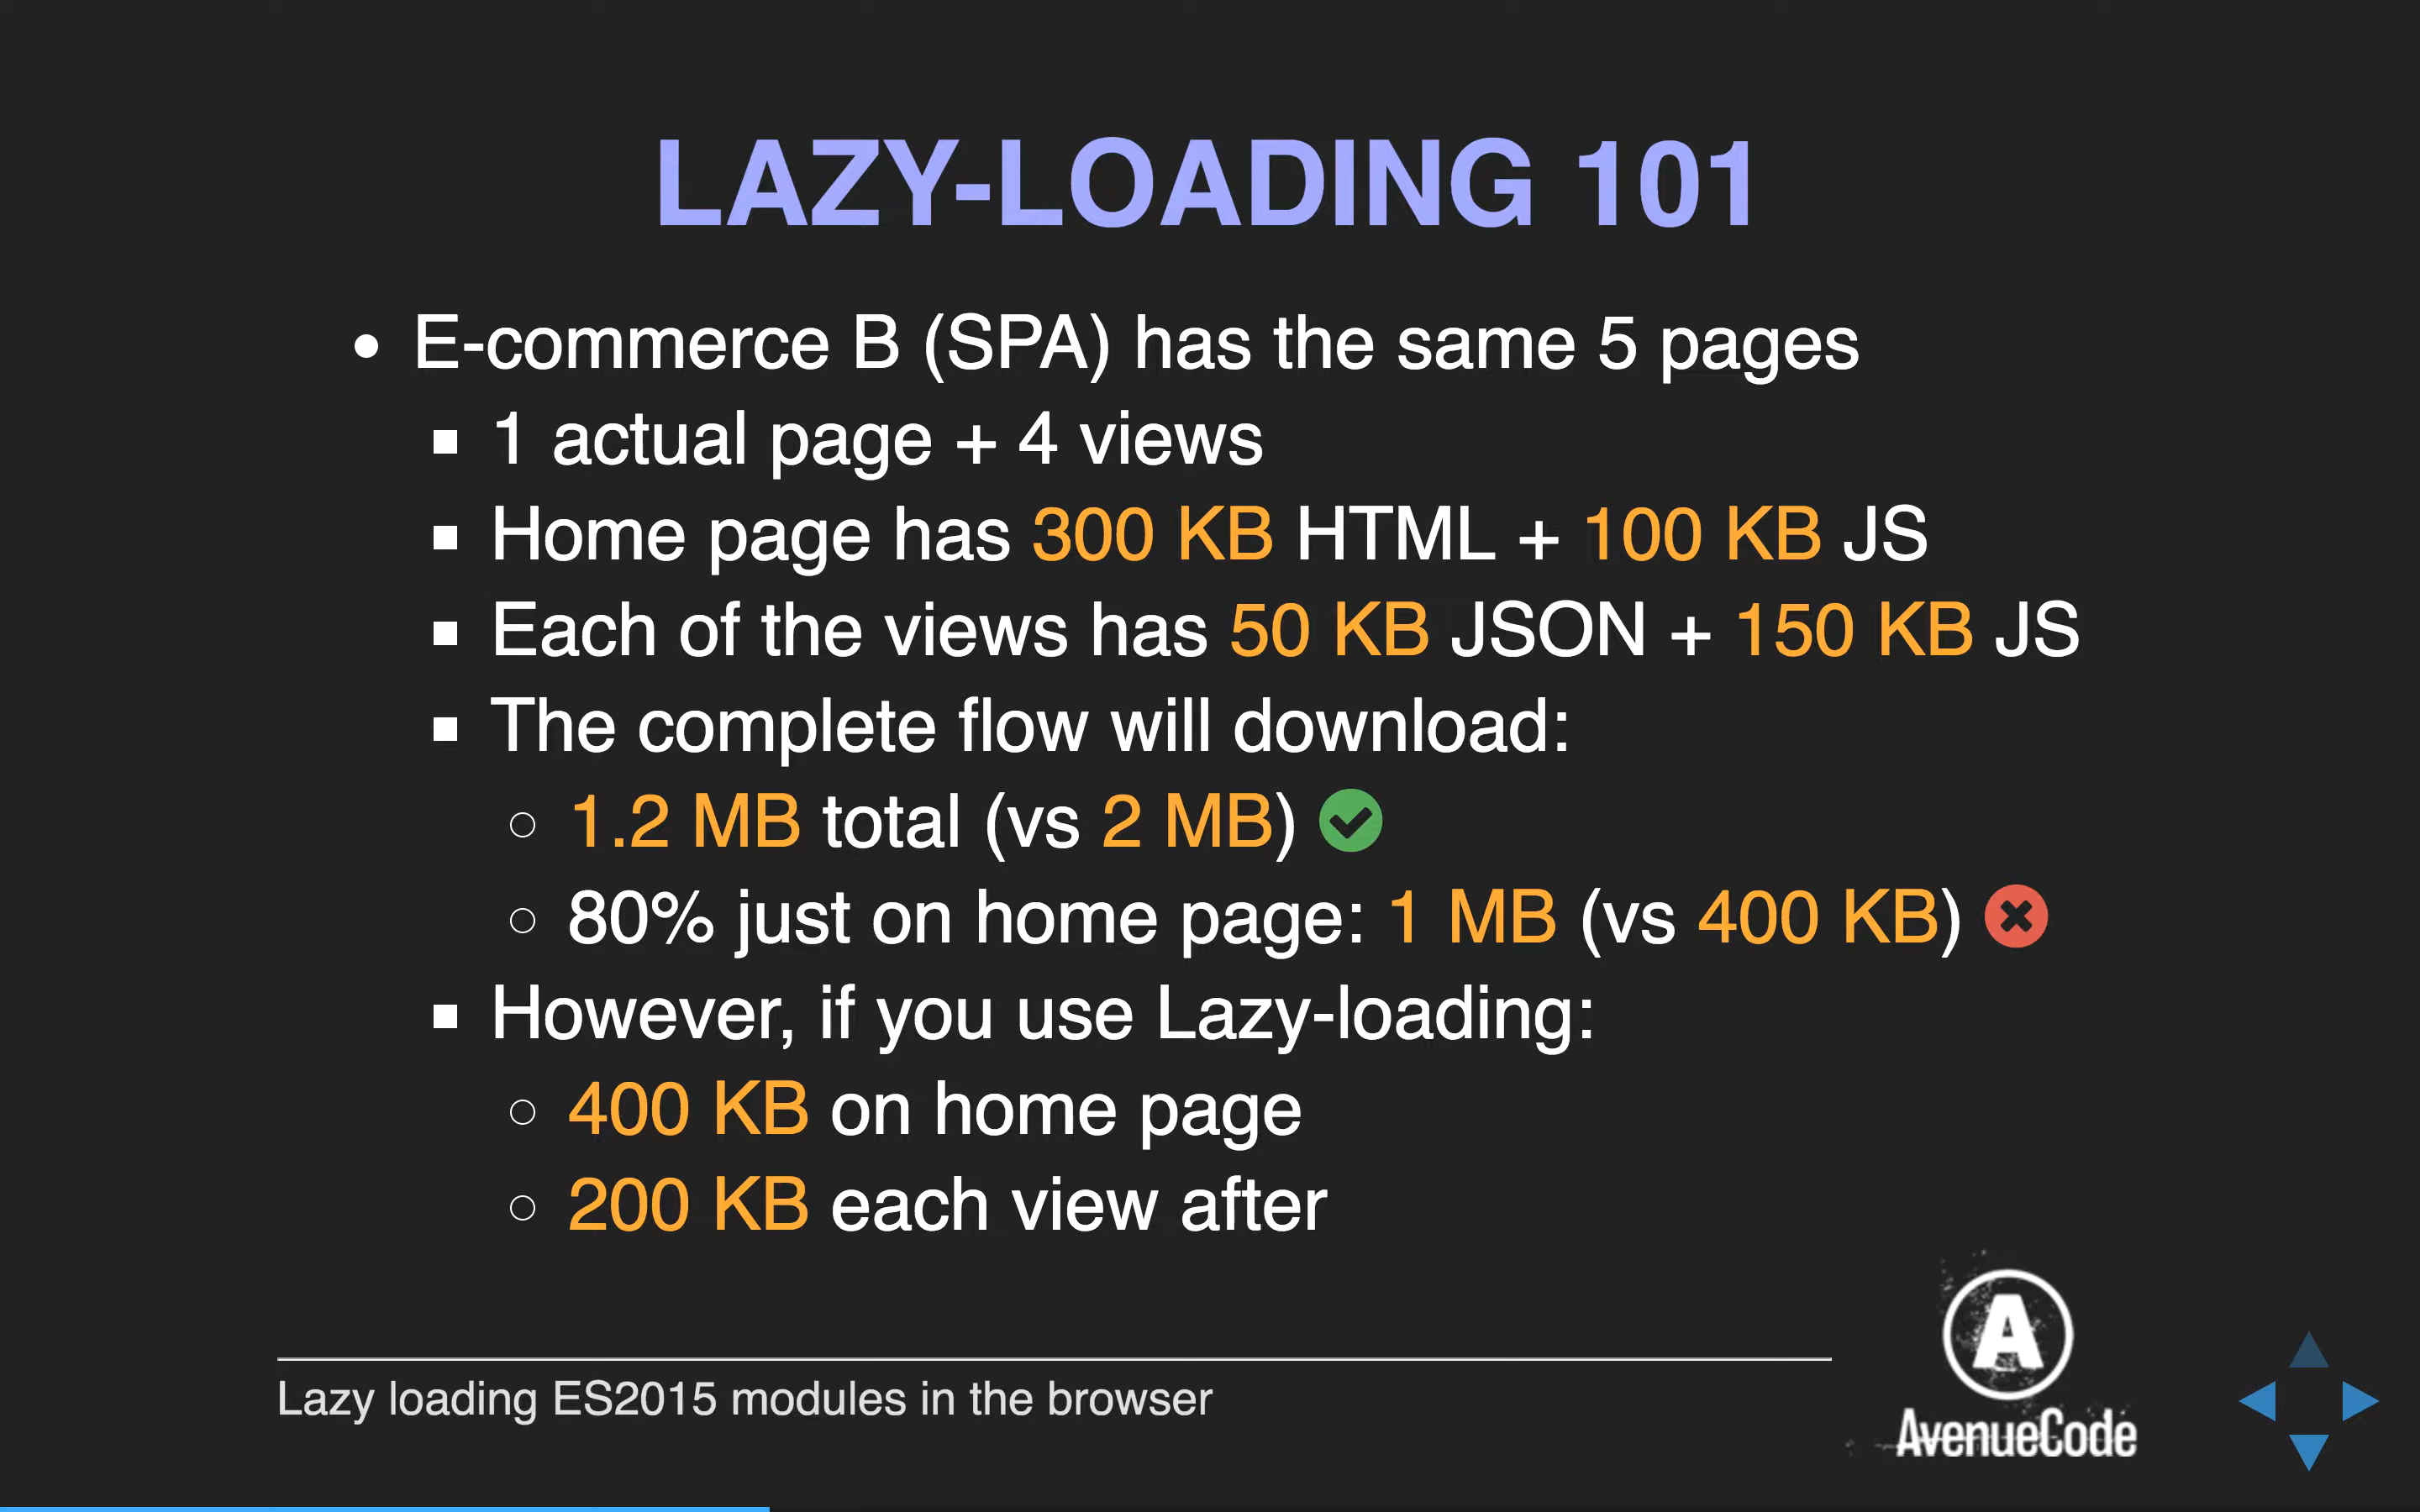 LAZY-LOADING 101
E-commerce B (SPA) has the same 5 pages
1 actual page + 4 views
Home page has 300 KB HTML + 100 KB JS
Each of the views has 50 KB JSON + 150 KB JS
The complete flow will download:
1.2 MB total (vs 2 MB)
80% just on home page: 1 MB (vs 400 KB)
However, if you use Lazy-loading:
400 KB on home page
200 KB each view after
Lazy loading ES2015 modules in the browser
A
AvenueCode